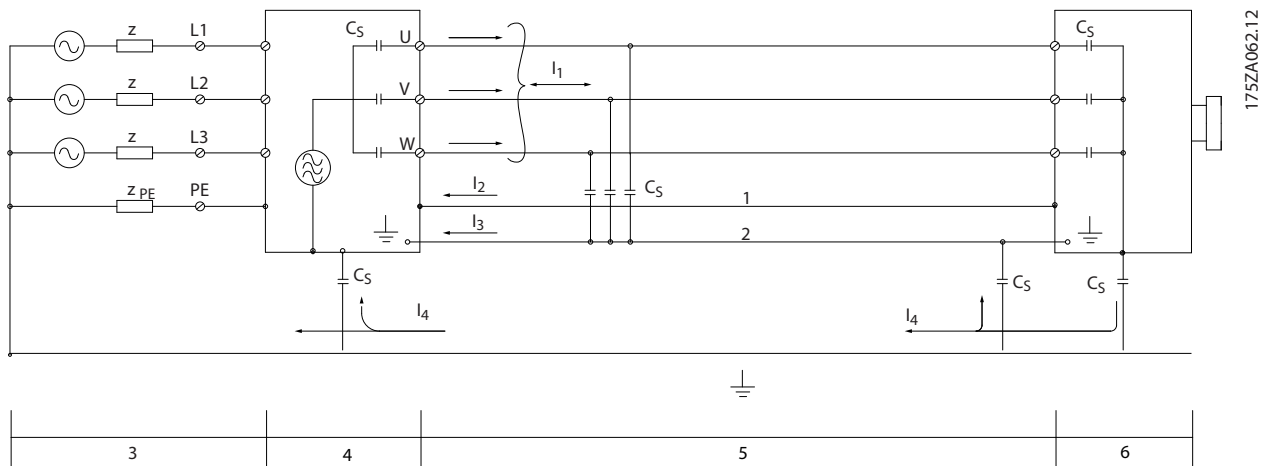 z L1
C_S U
I_1
C_S
z L2
V
z L3
W
z_PE PE
I_2
C_S
1
I_3
2
C_S
C_S
C_S
I_4
I_4
3
4
5
6
175ZA062.12